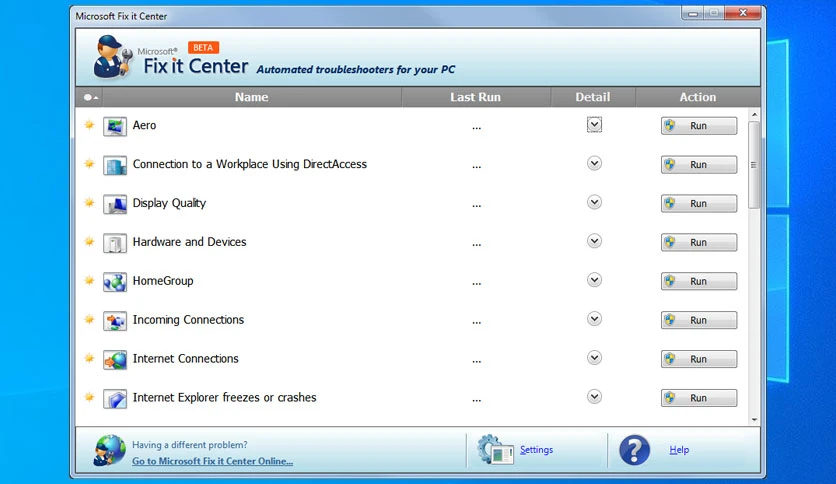 Microsoft Fix it Center
Microsoft® BETA
Fix it Center Automated troubleshooters for your PC
Name Last Run Detail Action
Aero ... Run
Connection to a Workplace Using DirectAccess ... Run
Display Quality ... Run
Hardware and Devices ... Run
HomeGroup ... Run
Incoming Connections ... Run
Internet Connections ... Run
Internet Explorer freezes or crashes ... Run
Having a different problem?
Go to Microsoft Fix it Center Online...
Settings
? Help